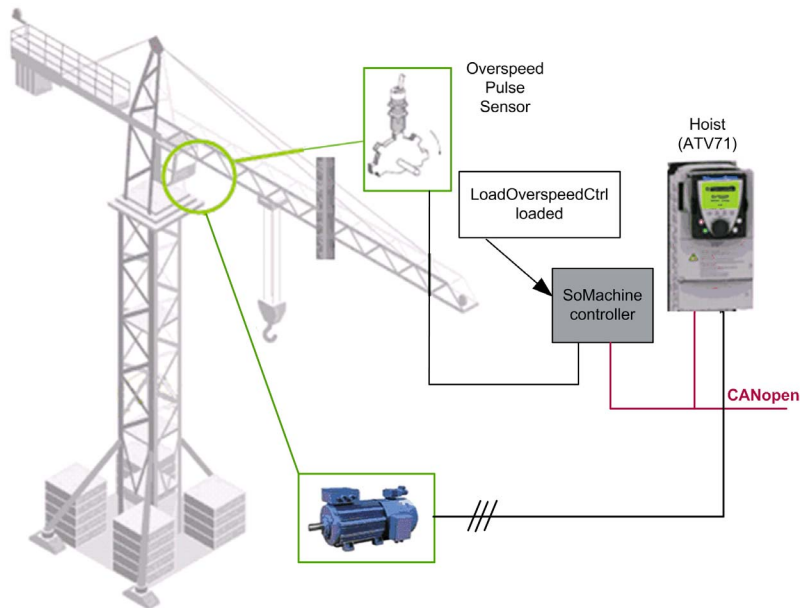 Overspeed
Pulse
Sensor
Hoist
(ATV71)
LoadOverspeedCtrl
loaded
SoMachine
controller
CANopen